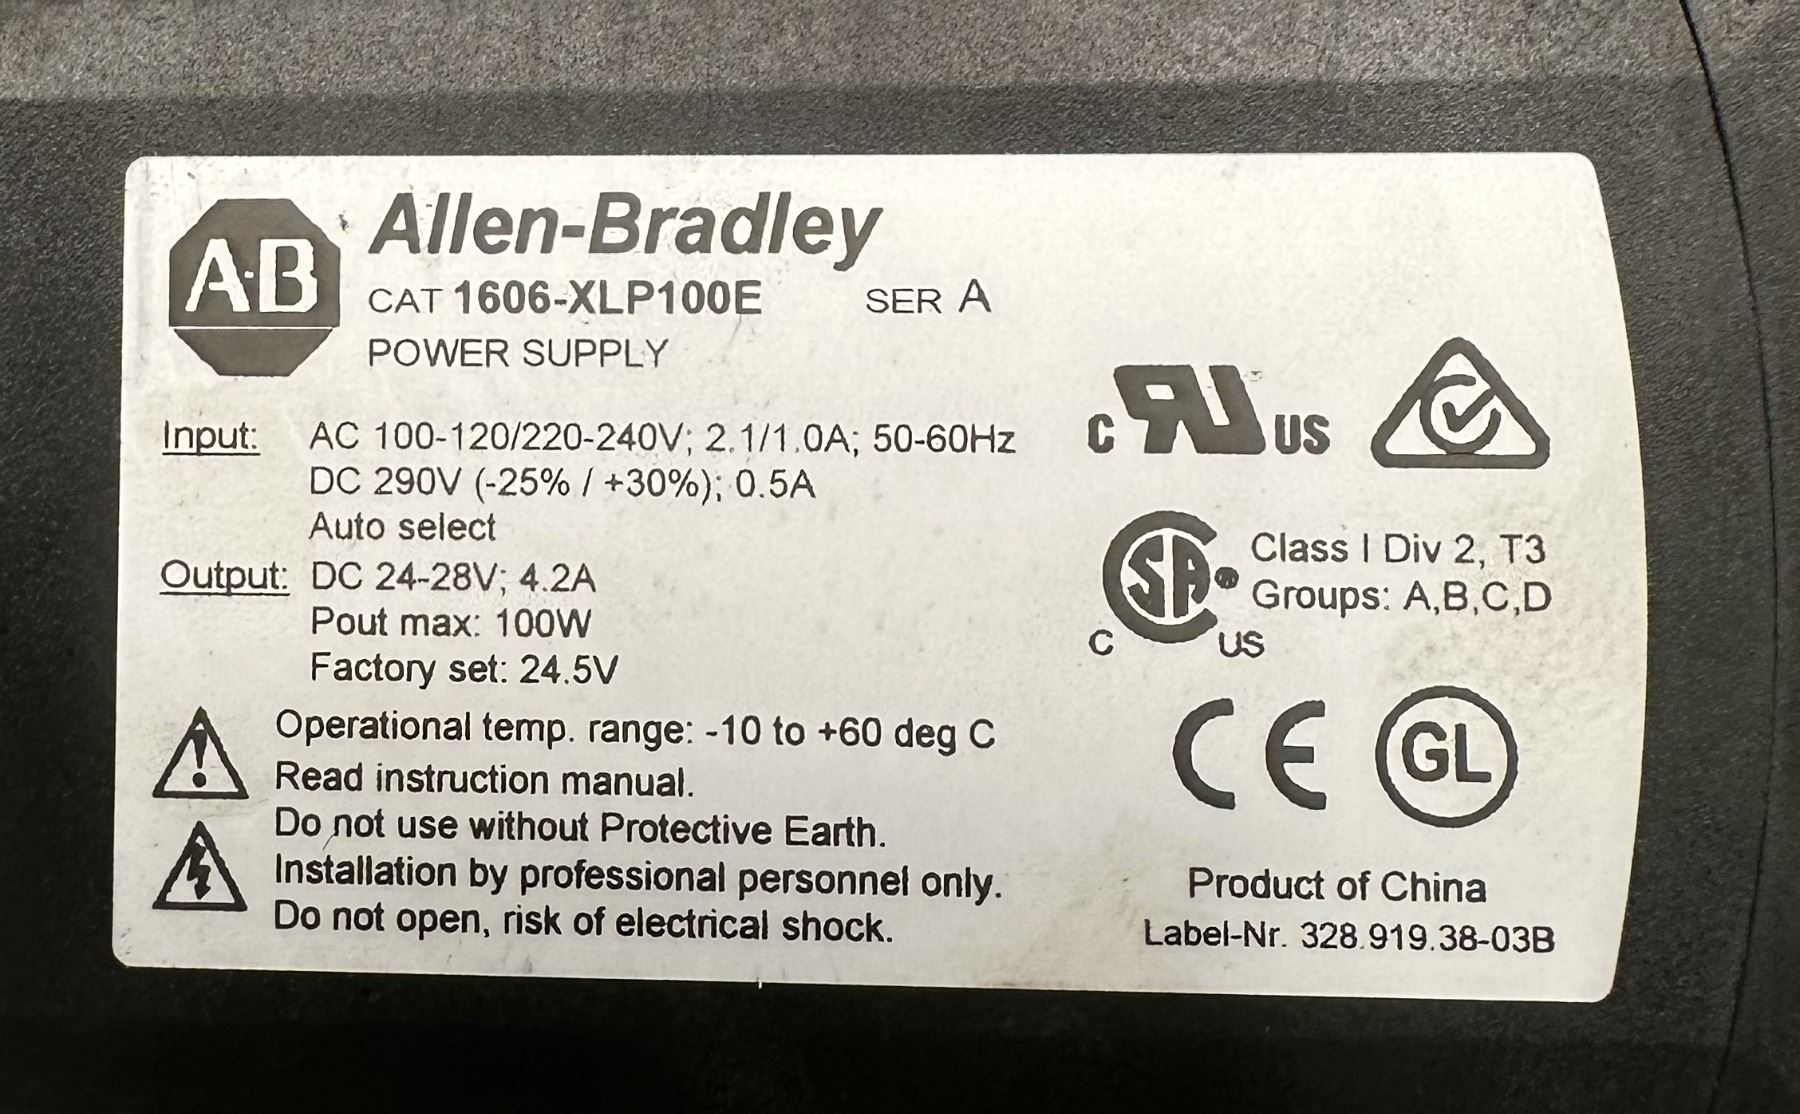 A·B
Allen-Bradley
CAT 1606-XLP100E SER A
POWER SUPPLY
Input: AC 100-120/220-240V; 2.1/1.0A; 50-60Hz
DC 290V (-25% / +30%); 0.5A
Auto select
Output: DC 24-28V; 4.2A
Pout max: 100W
Factory set: 24.5V
Operational temp. range: -10 to +60 deg C
Read instruction manual.
Do not use without Protective Earth.
Installation by professional personnel only.
Do not open, risk of electrical shock.
C RU US
C SA ® US
Class I Div 2, T3
Groups: A,B,C,D
CE GL
Product of China
Label-Nr. 328.919.38-03B